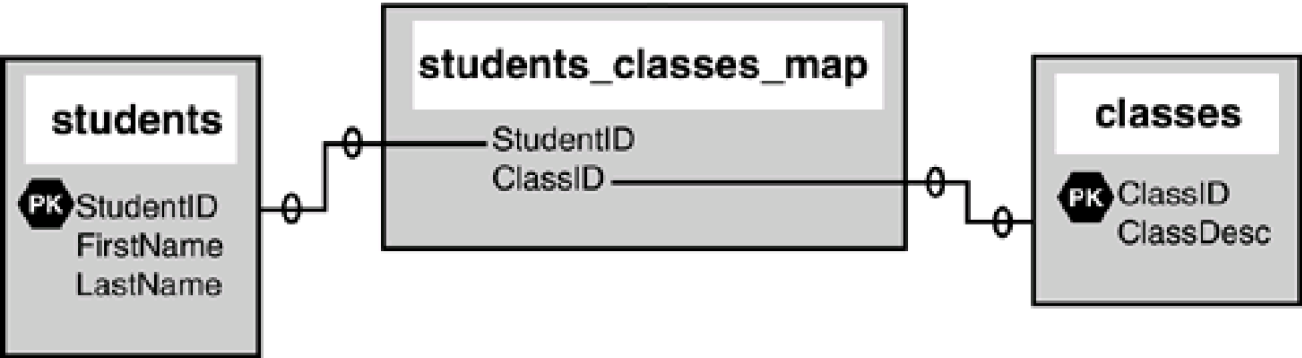 students
PK StudentID
FirstName
LastName
students_classes_map
StudentID
ClassID
classes
PK ClassID
ClassDesc